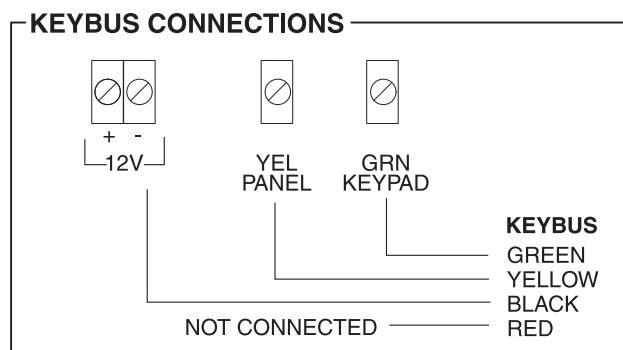 KEYBUS CONNECTIONS
+ -
12V
YEL PANEL
GRN KEYPAD
KEYBUS
GREEN
YELLOW
BLACK
NOT CONNECTED RED